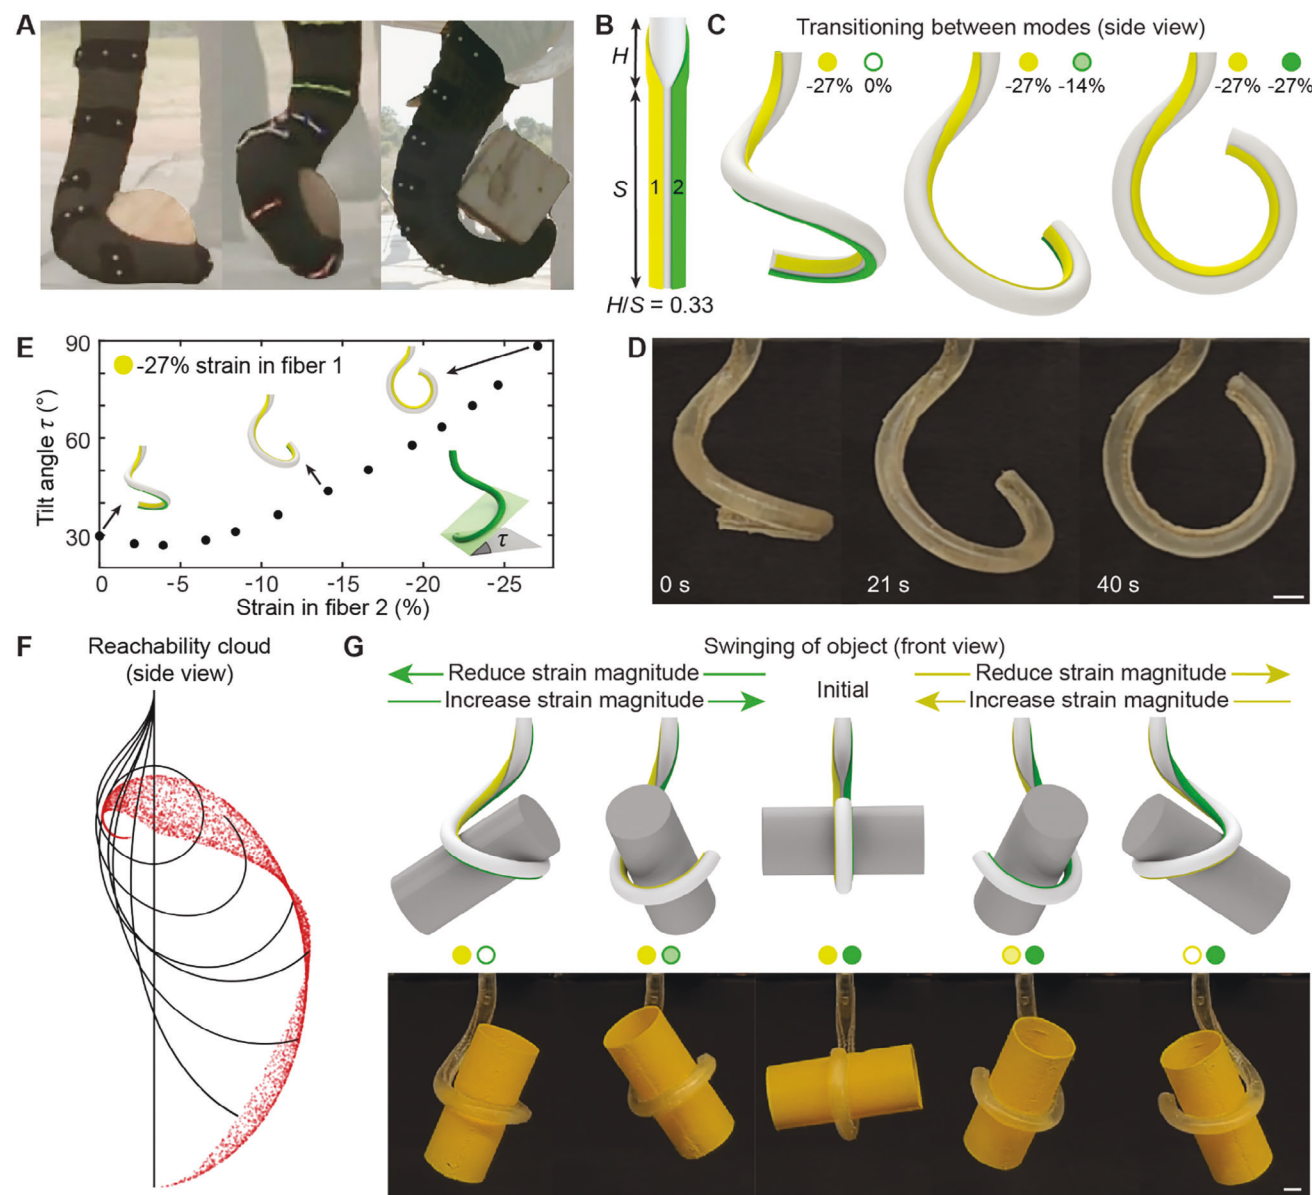 A
B
H
S
1
2
H/S = 0.33
C
Transitioning between modes (side view)
-27% 0%
-27% -14%
-27% -27%
E
-27% strain in fiber 1
Tilt angle τ (°)
90
60
30
τ
0 -5 -10 -15 -20 -25
Strain in fiber 2 (%)
D
0 s
21 s
40 s
F
Reachability cloud
(side view)
G
Swinging of object (front view)
Reduce strain magnitude
Increase strain magnitude
Initial
Reduce strain magnitude
Increase strain magnitude